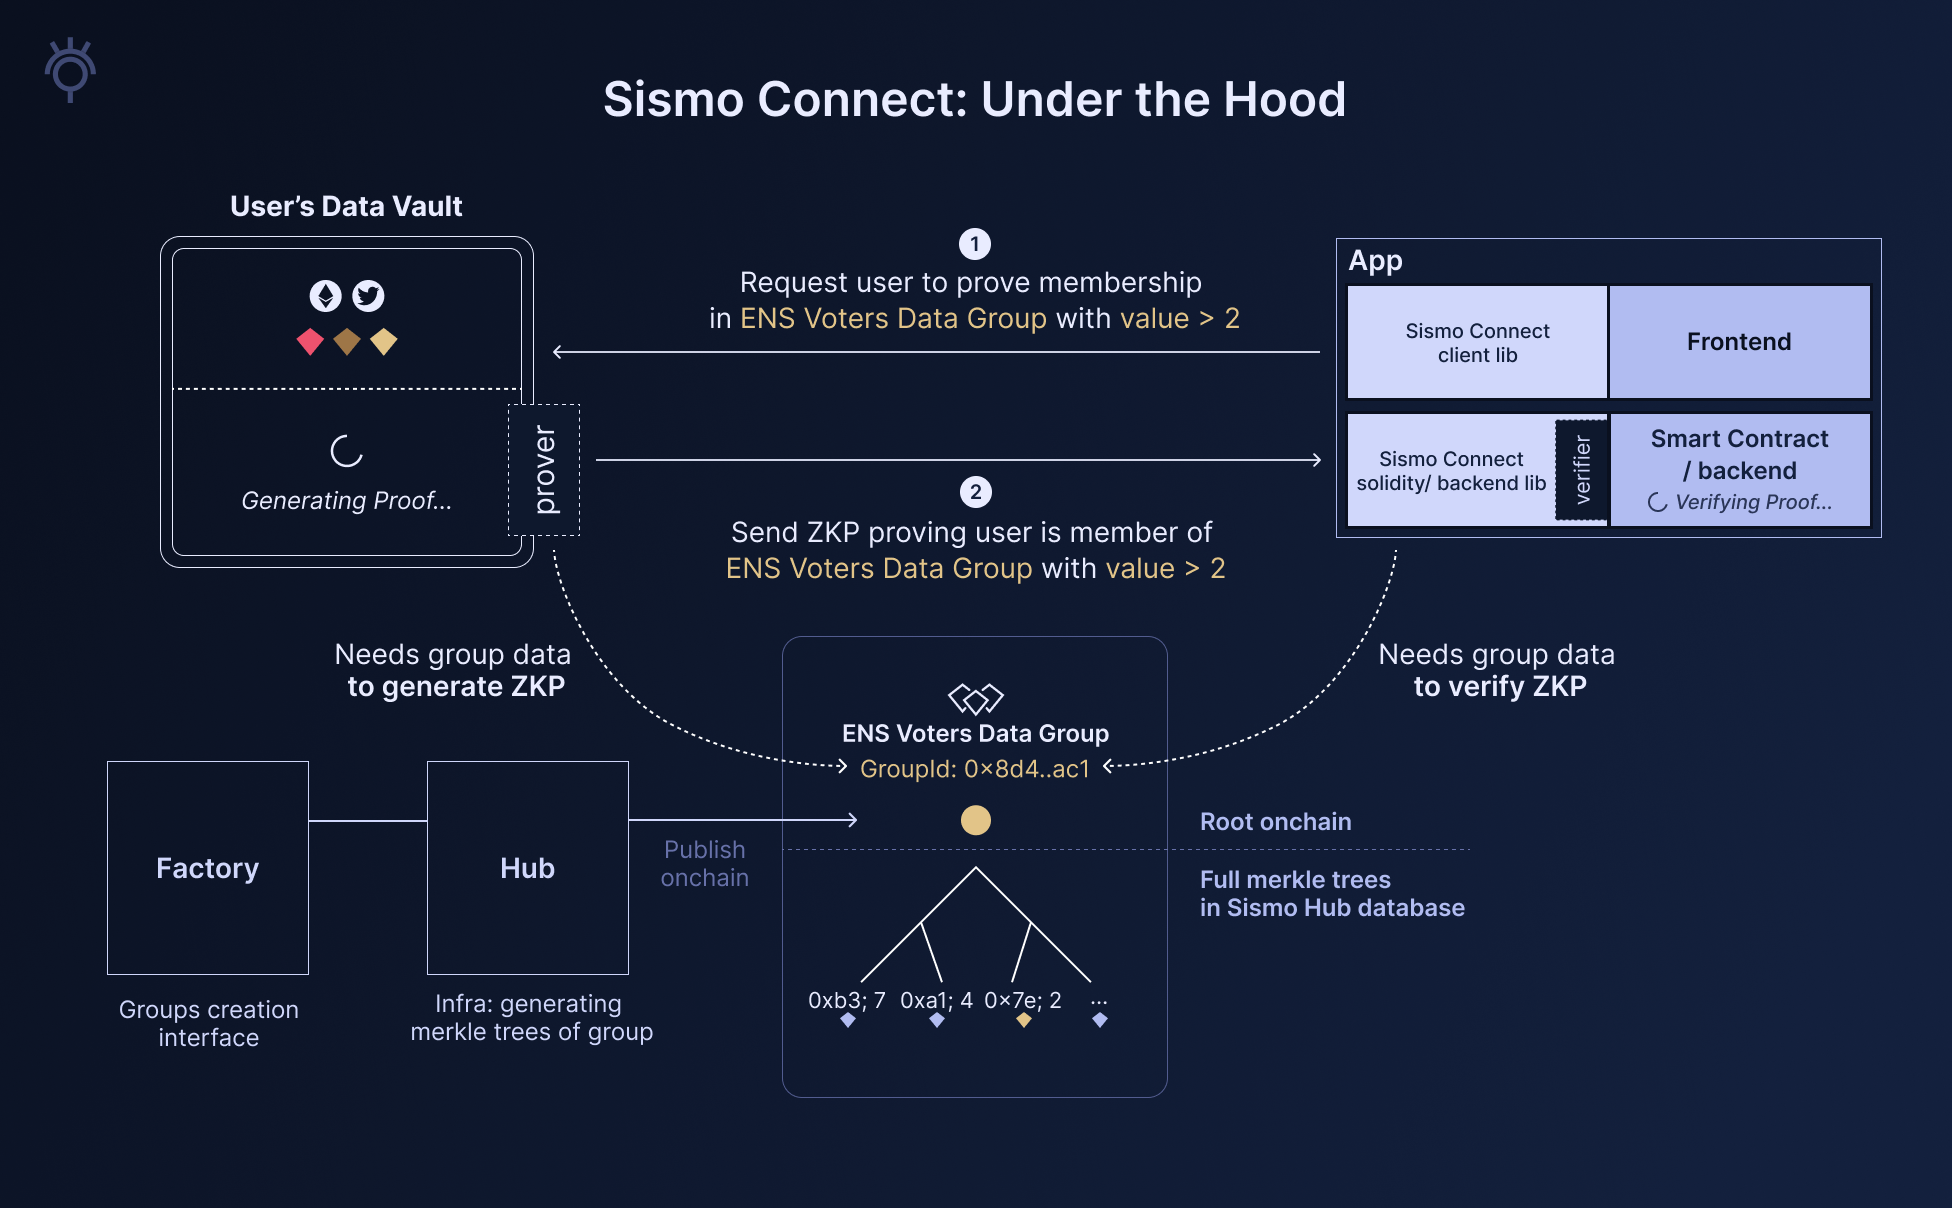 Sismo Connect: Under the Hood
User's Data Vault
Generating Proof...
prover
1
Request user to prove membership
in ENS Voters Data Group with value > 2
2
Send ZKP proving user is member of
ENS Voters Data Group with value > 2
App
Sismo Connect
client lib
Frontend
Sismo Connect
solidity/ backend lib
verifier
Smart Contract
/ backend
Verifying Proof...
Needs group data
to generate ZKP
Needs group data
to verify ZKP
ENS Voters Data Group
GroupId: 0x8d4..ac1
Factory
Groups creation
interface
Hub
Infra: generating
merkle trees of group
Publish
onchain
Root onchain
Full merkle trees
in Sismo Hub database
0xb3; 7 0xa1; 4 0x7e; 2 ...